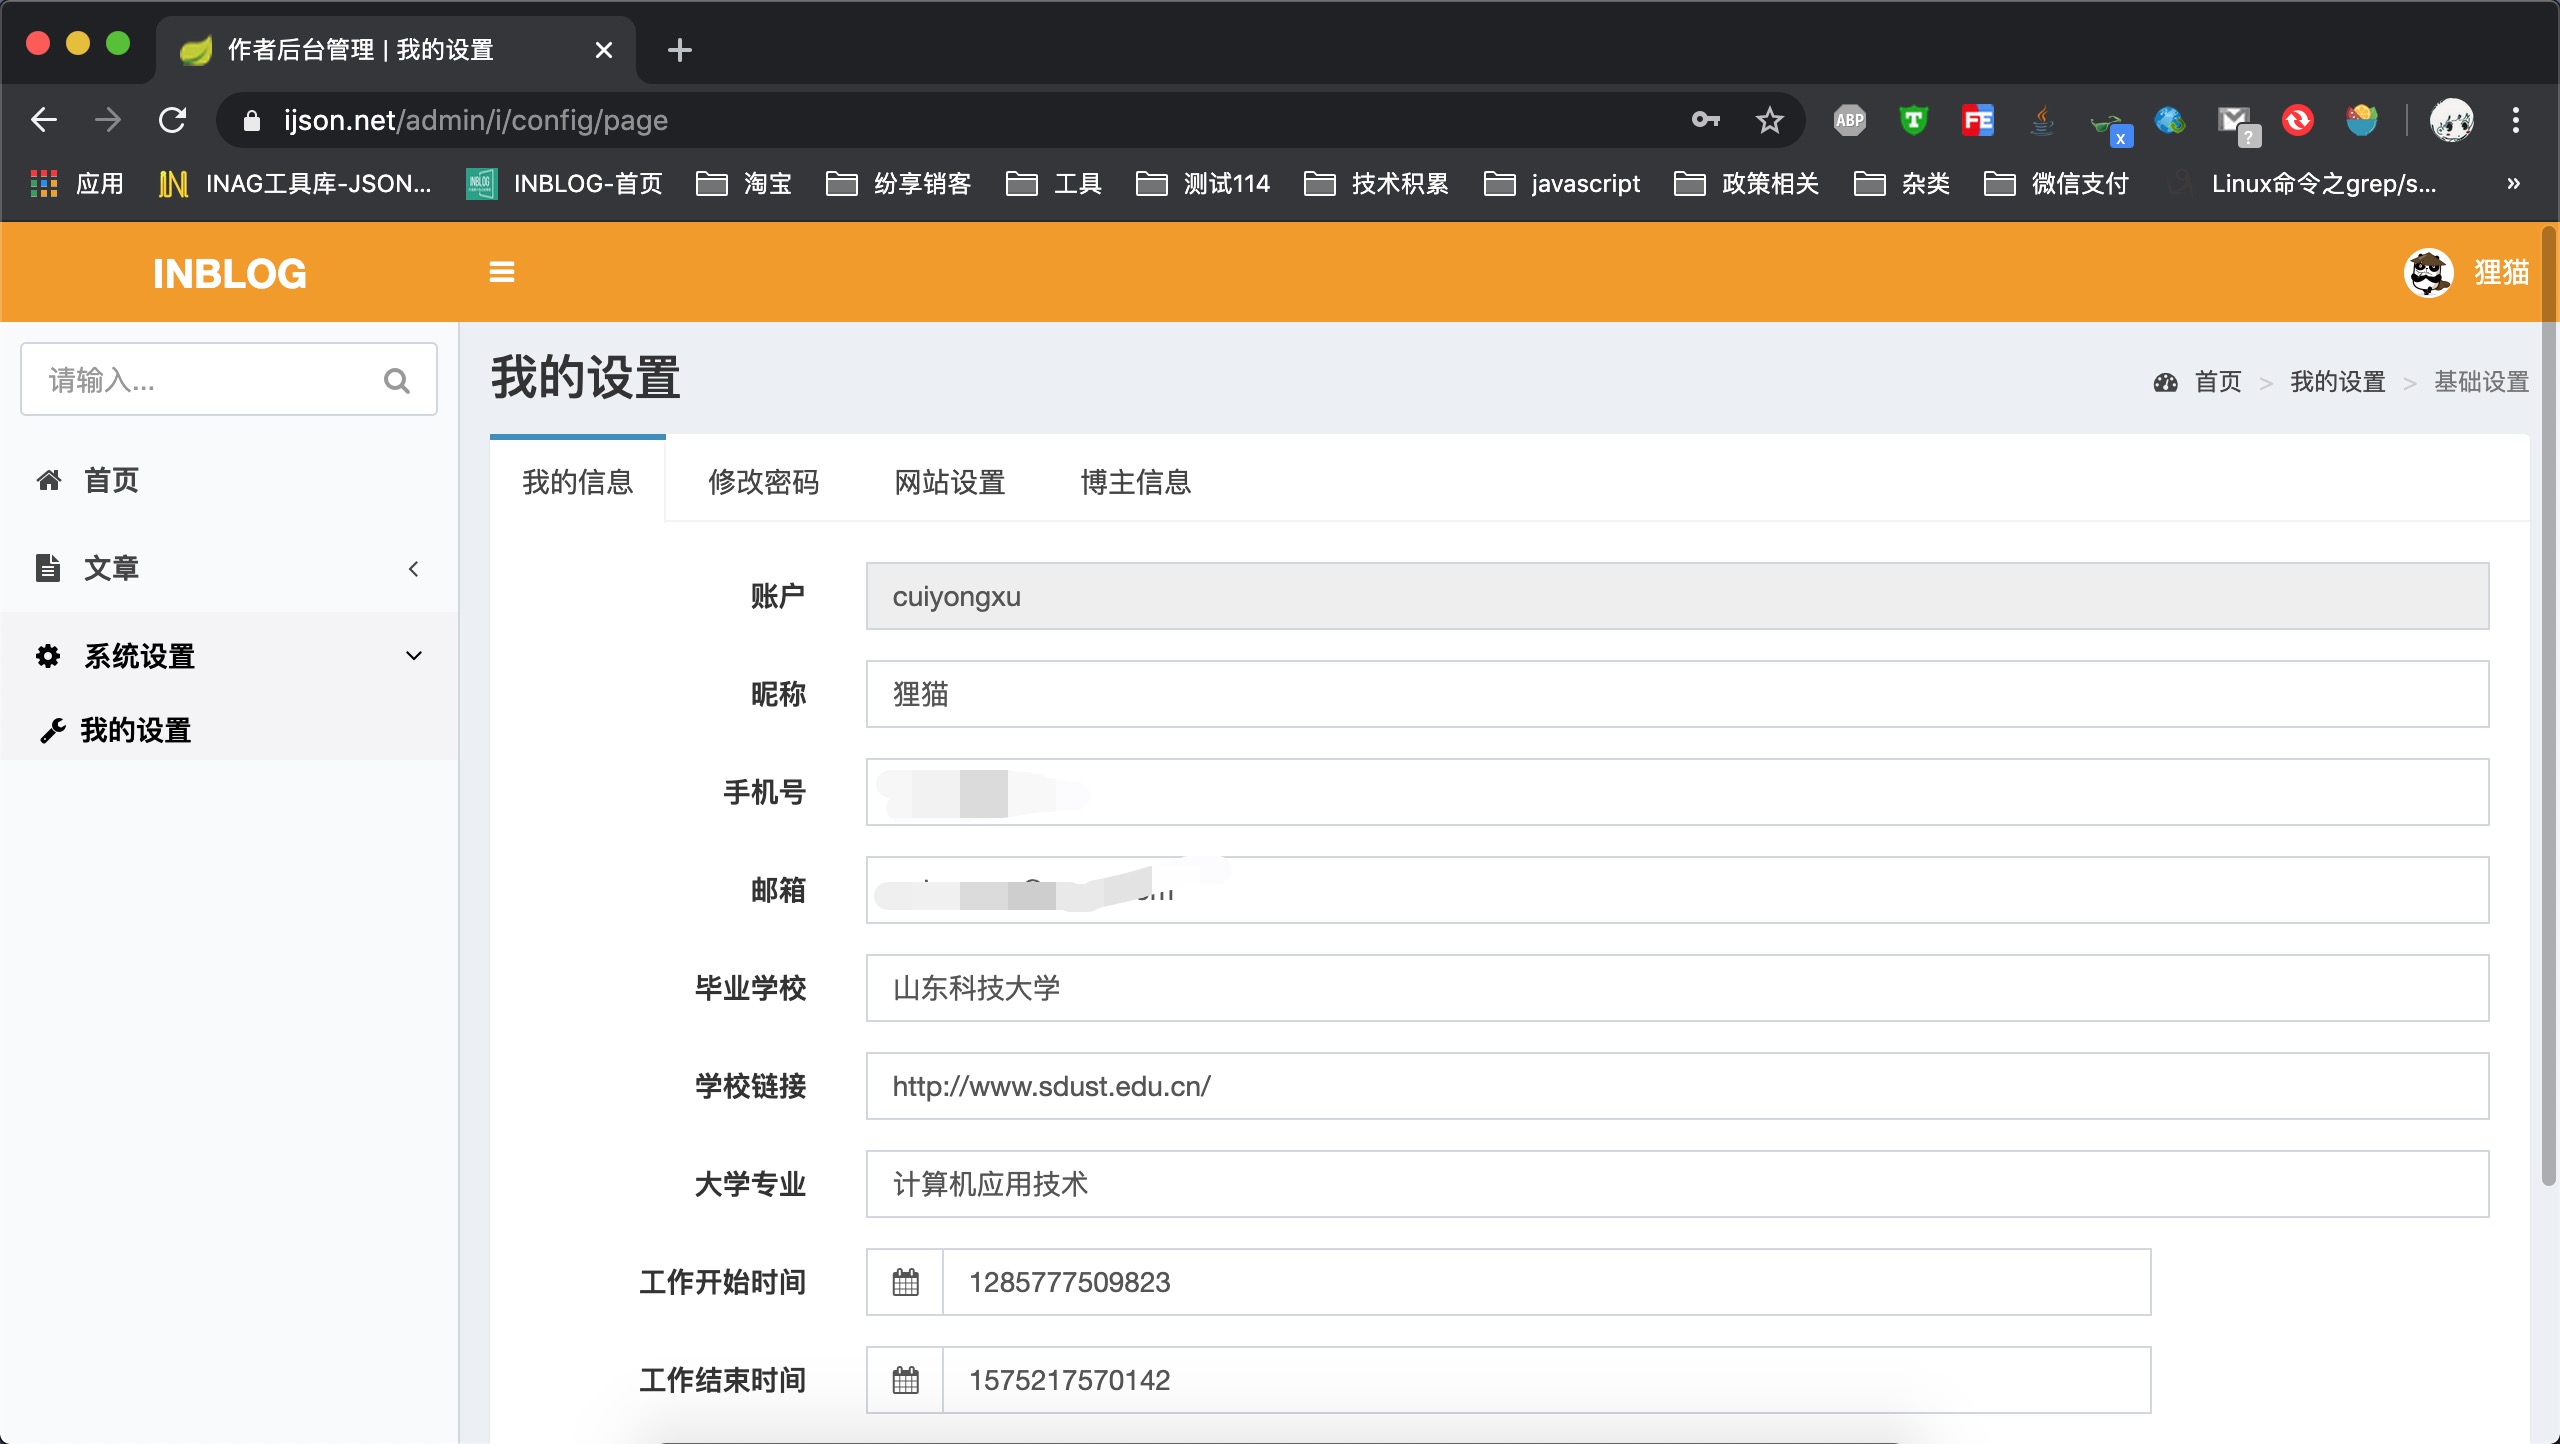 作者后台管理 | 我的设置
ijson.net/admin/i/config/page
ABP
T
FE
x
?
应用
INAG工具库-JSON...
INBLOG
INBLOG-首页
淘宝
纷享销客
工具
测试114
技术积累
javascript
政策相关
杂类
微信支付
Linux命令之grep/s...
»
INBLOG
狸猫
请输入...
首页
文章
系统设置
我的设置
我的设置
首页 > 我的设置 > 基础设置
我的信息 修改密码 网站设置 博主信息
账户 cuiyongxu
昵称 狸猫
手机号
邮箱
毕业学校 山东科技大学
学校链接 http://www.sdust.edu.cn/
大学专业 计算机应用技术
工作开始时间 1285777509823
工作结束时间 1575217570142